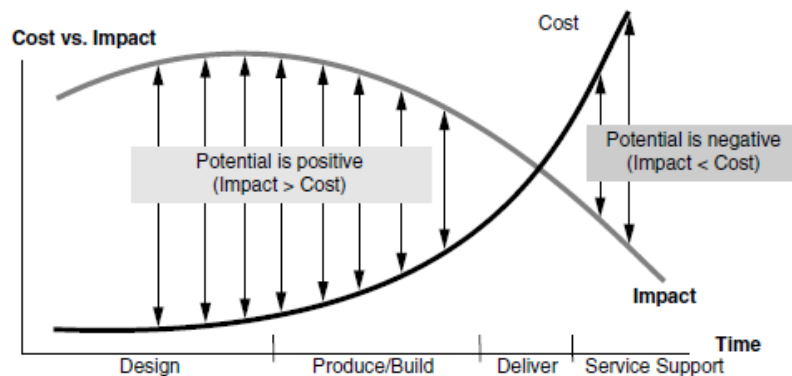 Cost
Cost vs. Impact
Potential is positive
(Impact > Cost)
Potential is negative
(Impact < Cost)
Impact
Time
Design
Produce/Build
Deliver
Service Support